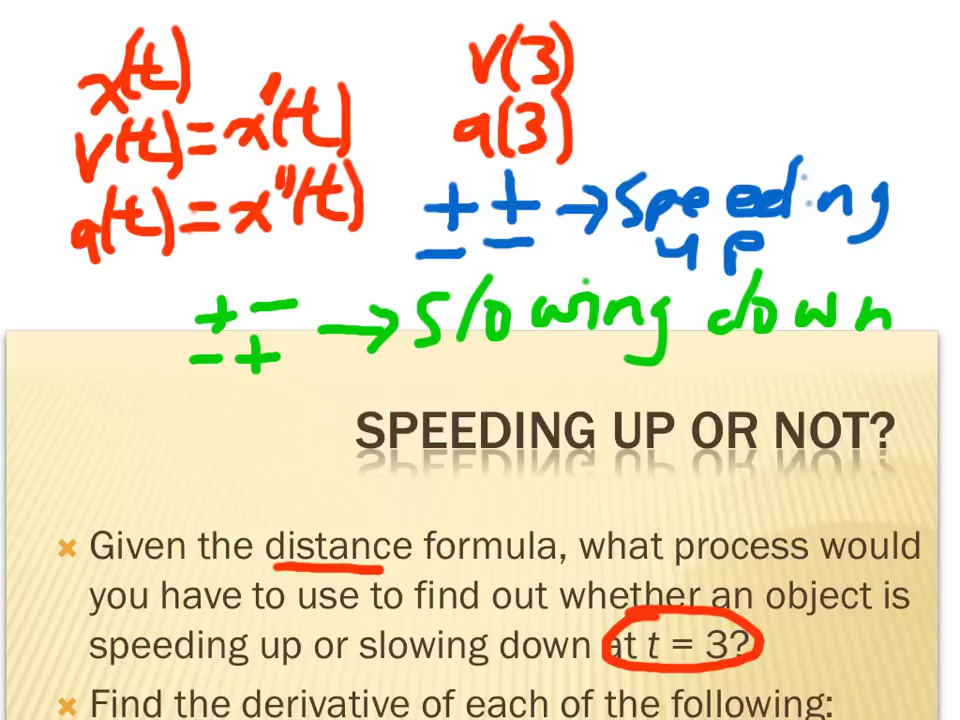 x(t)
v(t) = x'(t)
a(t) = x"(t)
v(3)
a(3)
+ + → speeding
− − up
+ − → slowing down
− +
SPEEDING UP OR NOT?
Given the distance formula, what process would
you have to use to find out whether an object is
speeding up or slowing down at t = 3?
Find the derivative of each of the following: